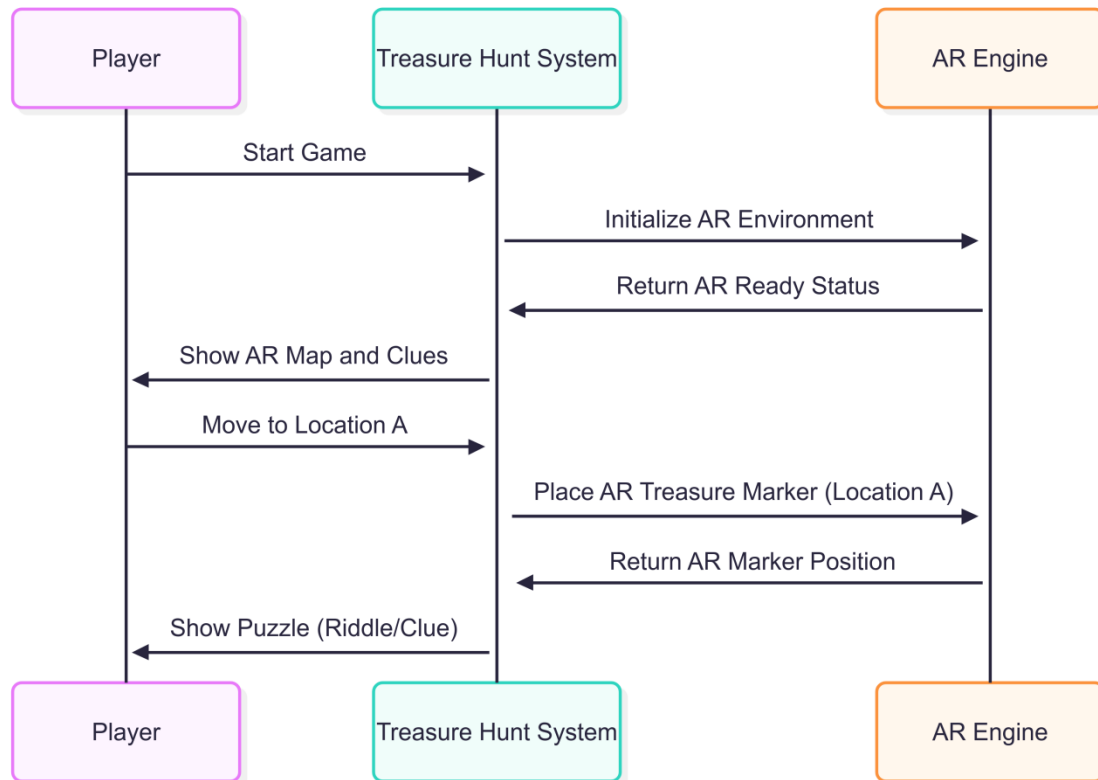 Player
Treasure Hunt System
AR Engine
Start Game
Initialize AR Environment
Return AR Ready Status
Show AR Map and Clues
Move to Location A
Place AR Treasure Marker (Location A)
Return AR Marker Position
Show Puzzle (Riddle/Clue)
Player
Treasure Hunt System
AR Engine